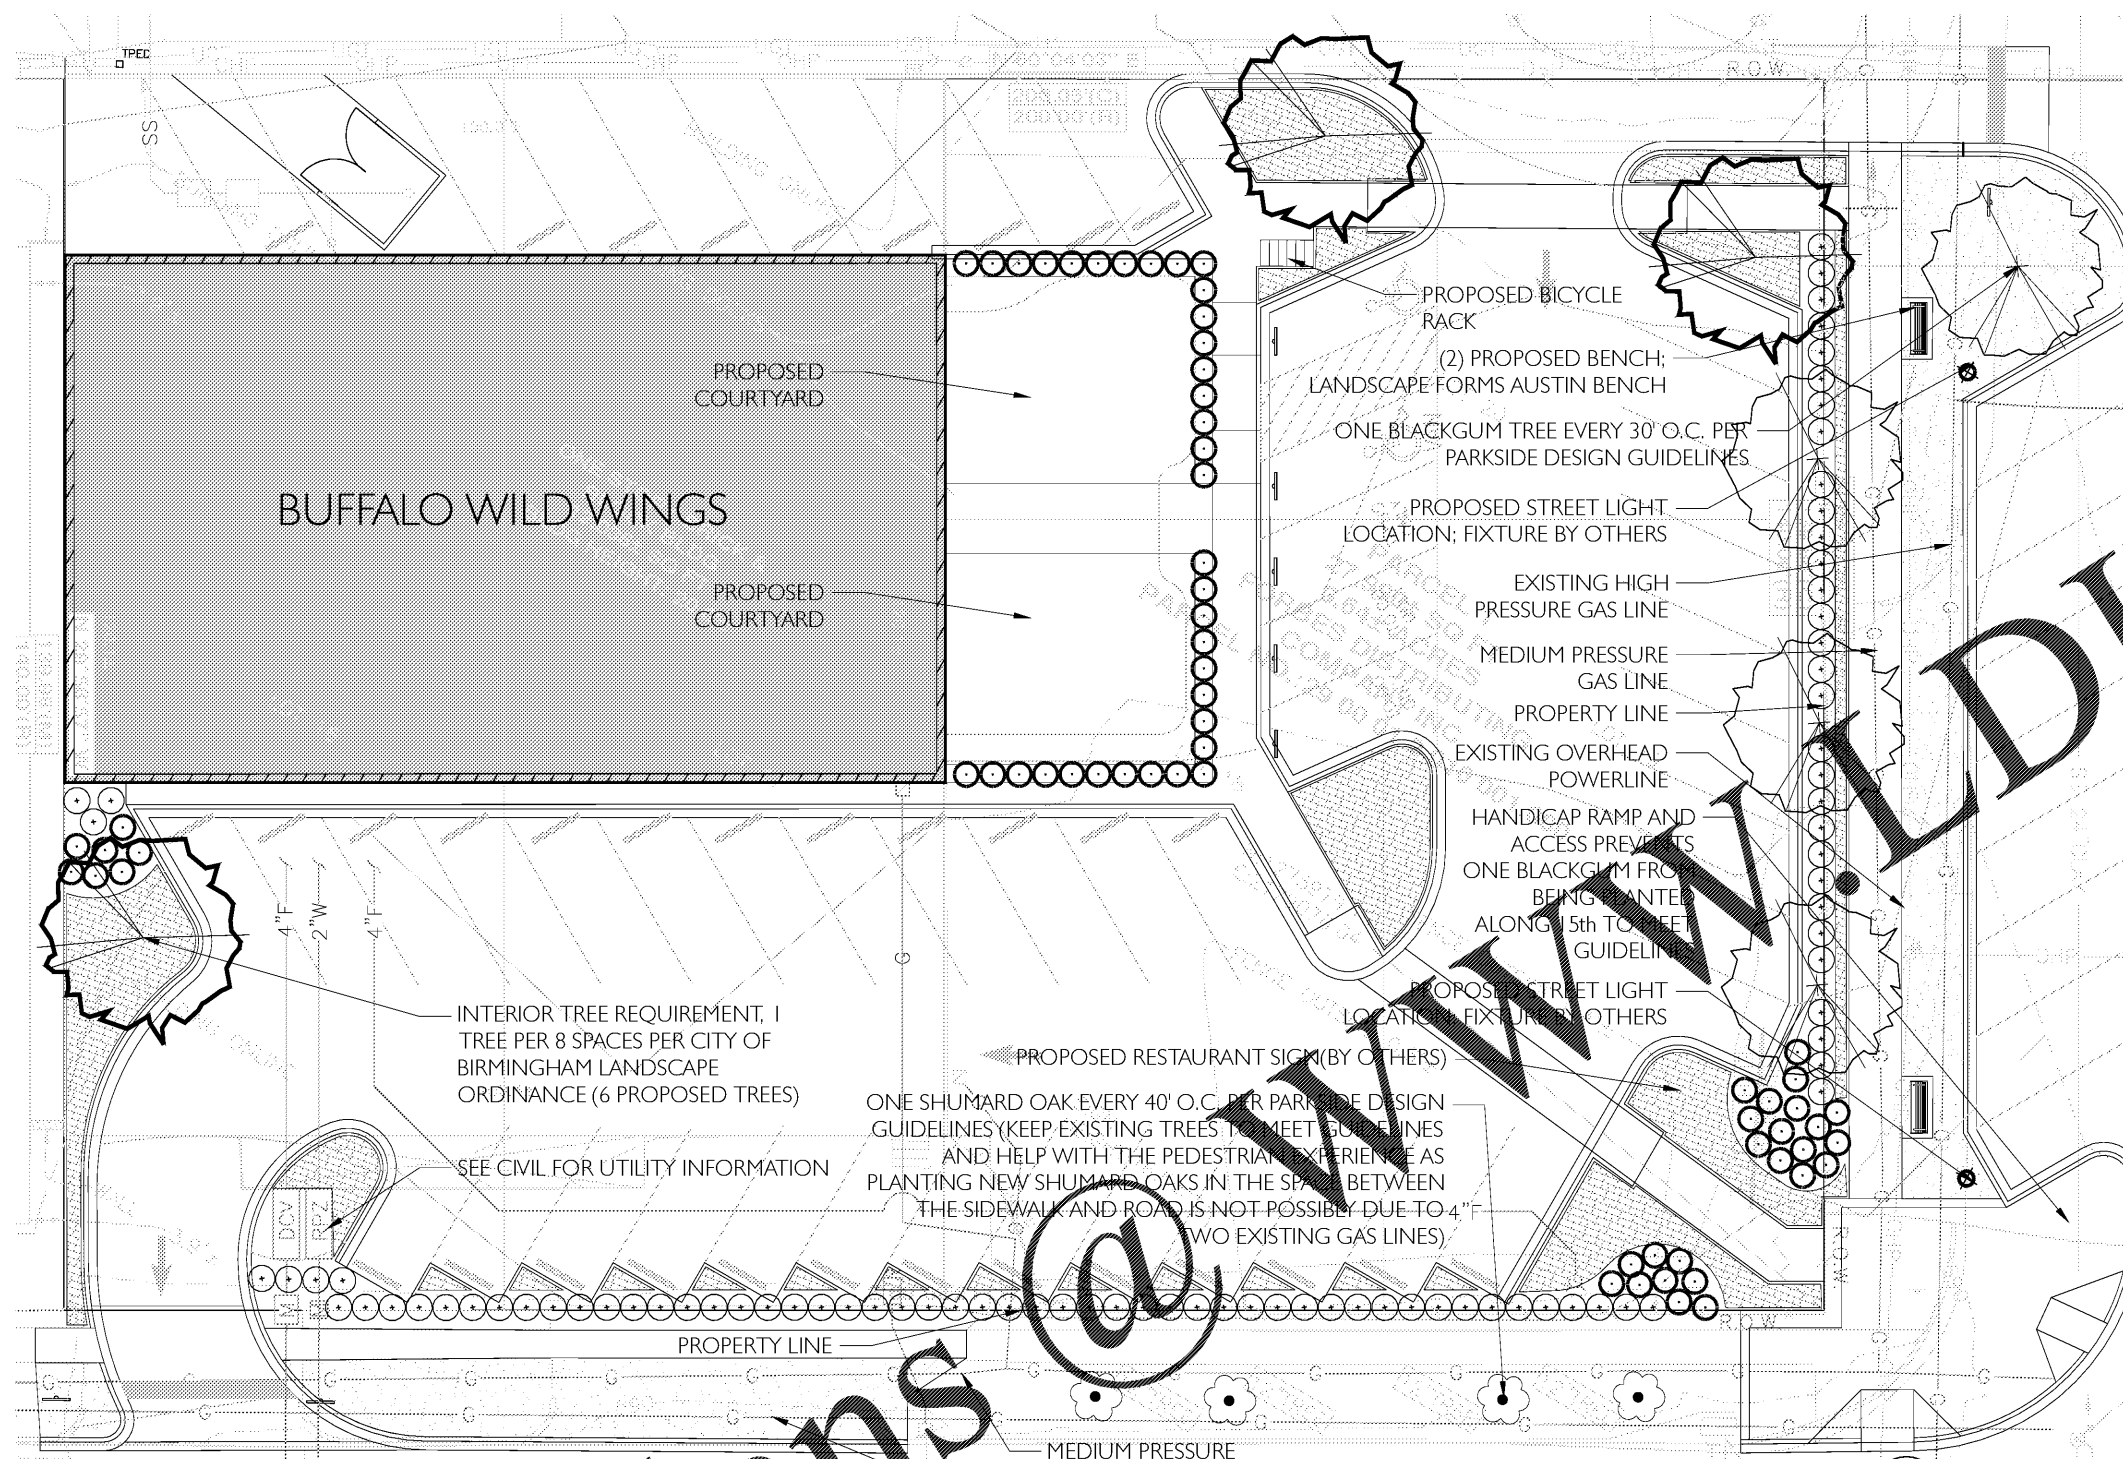 TPED
R.O.W.
SS
200.00'(R)
PROPOSED BICYCLE
RACK
(2) PROPOSED BENCH;
LANDSCAPE FORMS AUSTIN BENCH
PROPOSED
COURTYARD
ONE BLACKGUM TREE EVERY 30' O.C. PER
PARKSIDE DESIGN GUIDELINES
BUFFALO WILD WINGS
PROPOSED STREET LIGHT
LOCATION; FIXTURE BY OTHERS
EXISTING HIGH
PRESSURE GAS LINE
PROPOSED
COURTYARD
MEDIUM PRESSURE
GAS LINE
PROPERTY LINE
EXISTING OVERHEAD
POWERLINE
HANDICAP RAMP AND
ACCESS PREVENTS
ONE BLACKGUM FROM
BEING PLANTED
ALONG 15th TO MEET
GUIDELINES
4"F
2"W
4"F
G
PROPOSED STREET LIGHT
LOCATION; FIXTURE BY OTHERS
INTERIOR TREE REQUIREMENT, 1
TREE PER 8 SPACES PER CITY OF
BIRMINGHAM LANDSCAPE
ORDINANCE (6 PROPOSED TREES)
PROPOSED RESTAURANT SIGN(BY OTHERS)
ONE SHUMARD OAK EVERY 40' O.C. PER PARKSIDE DESIGN
GUIDELINES (KEEP EXISTING TREES TO MEET GUIDELINES
AND HELP WITH THE PEDESTRIAN EXPERIENCE AS
PLANTING NEW SHUMARD OAKS IN THE SPACE BETWEEN
THE SIDEWALK AND ROAD IS NOT POSSIBLY DUE TO
TWO EXISTING GAS LINES)
4"F
SEE CIVIL FOR UTILITY INFORMATION
DCV
RPZ
R.O.W.
R.O.W.
PROPERTY LINE
MEDIUM PRESSURE
ns @ WWW.LD